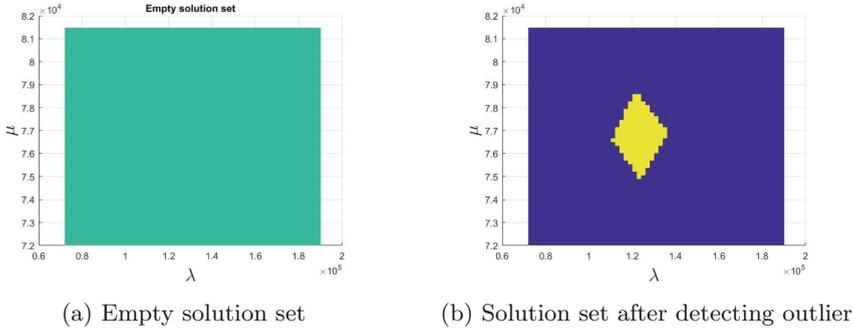 Empty solution set
×10⁴
8.2
8.1
8
7.9
7.8
7.7
7.6
7.5
7.4
7.3
7.2
μ
0.6 0.8 1 1.2 1.4 1.6 1.8 2
×10⁵
λ
(a) Empty solution set
×10⁴
8.2
8.1
8
7.9
7.8
7.7
7.6
7.5
7.4
7.3
7.2
μ
0.6 0.8 1 1.2 1.4 1.6 1.8 2
×10⁵
λ
(b) Solution set after detecting outlier